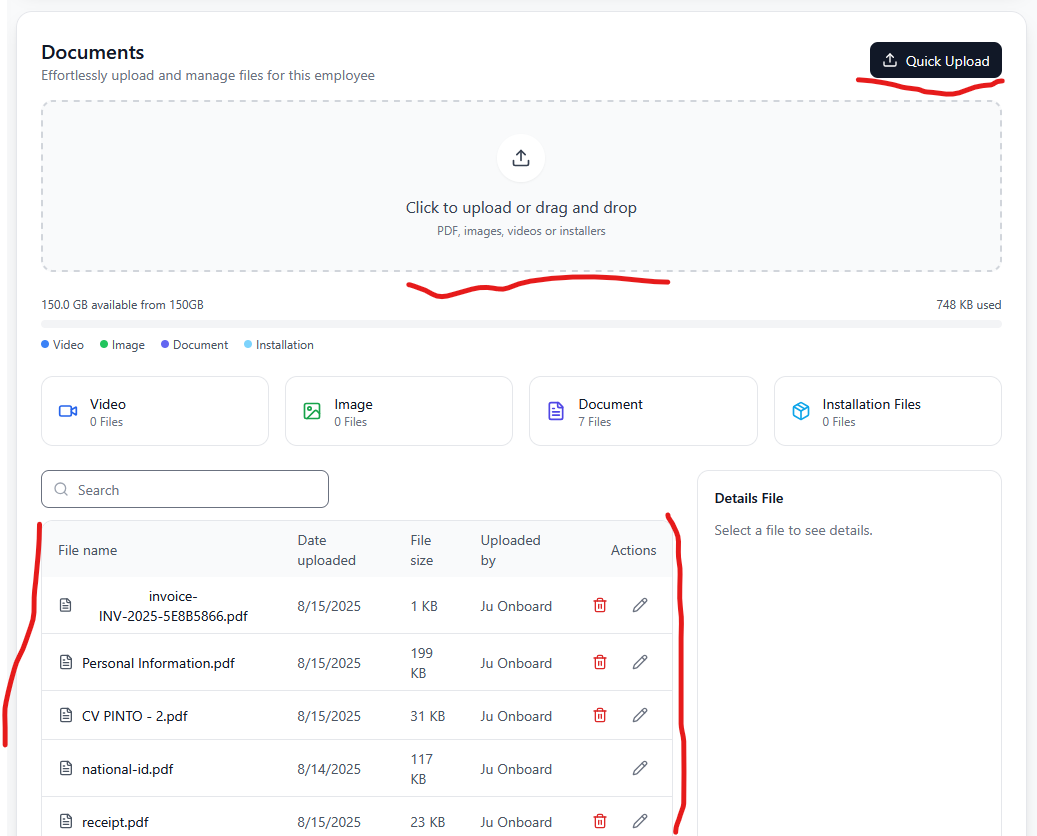 Documents
Effortlessly upload and manage files for this employee
Quick Upload
Click to upload or drag and drop
PDF, images, videos or installers
150.0 GB available from 150GB
748 KB used
Video
Image
Document
Installation
Video
0 Files
Image
0 Files
Document
7 Files
Installation Files
0 Files
Search
Details File
Select a file to see details.
File name
Date
uploaded
File
size
Uploaded
by
Actions
invoice-
INV-2025-5E8B5866.pdf
8/15/2025
1 KB
Ju Onboard
Personal Information.pdf
8/15/2025
199
KB
Ju Onboard
CV PINTO - 2.pdf
8/15/2025
31 KB
Ju Onboard
national-id.pdf
8/14/2025
117
KB
Ju Onboard
receipt.pdf
8/15/2025
23 KB
Ju Onboard